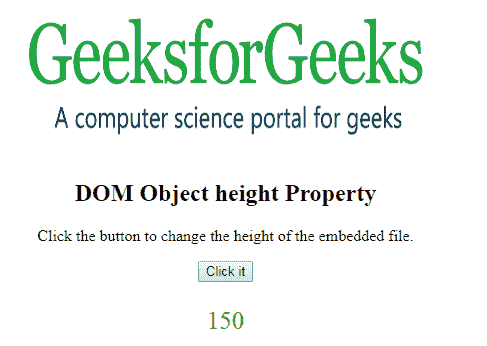 GeeksforGeeks
A computer science portal for geeks
DOM Object height Property
Click the button to change the height of the embedded file.
Click it
150